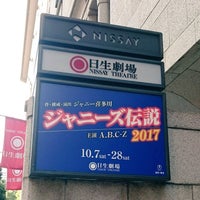 NISSAY
日生劇場
NISSAY THEATRE
作・構成・演出 ジャニー喜多川
ジャニーズ伝説
2017
主演 A.B.C-Z
10.7sat-28sat.
日生劇場